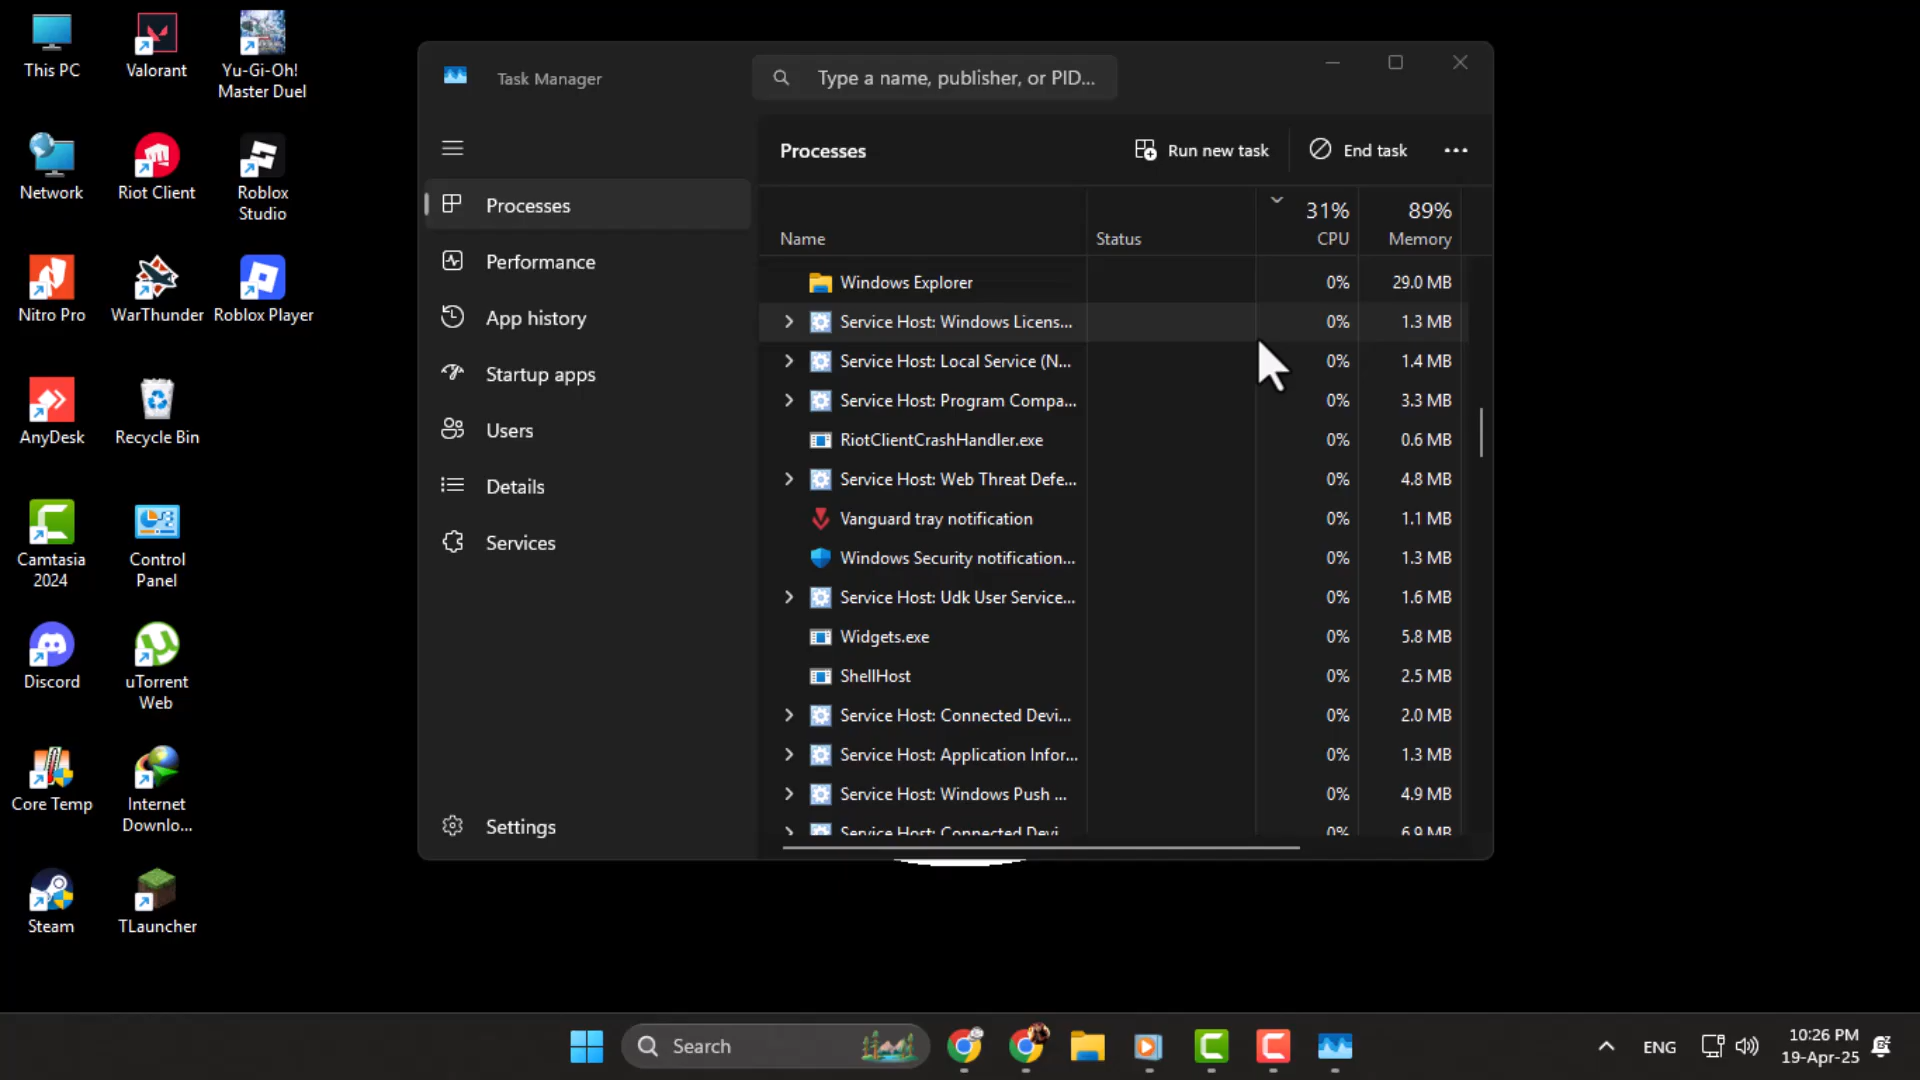 This PC
Valorant
Yu-Gi-Oh!
Master Duel
Network
Riot Client
Roblox
Studio
Nitro Pro
WarThunder
Roblox Player
AnyDesk
Recycle Bin
Camtasia
2024
Control
Panel
Discord
uTorrent
Web
Core Temp
Internet
Downlo...
Steam
TLauncher
Task Manager
Type a name, publisher, or PID...
Processes
Performance
App history
Startup apps
Users
Details
Services
Settings
Processes
Run new task
End task
31%
89%
Name
Status
CPU
Memory
Windows Explorer 0% 29.0 MB
Service Host: Windows Licens... 0% 1.3 MB
Service Host: Local Service (N... 0% 1.4 MB
Service Host: Program Compa... 0% 3.3 MB
RiotClientCrashHandler.exe 0% 0.6 MB
Service Host: Web Threat Defe... 0% 4.8 MB
Vanguard tray notification 0% 1.1 MB
Windows Security notification... 0% 1.3 MB
Service Host: Udk User Service... 0% 1.6 MB
Widgets.exe 0% 5.8 MB
ShellHost 0% 2.5 MB
Service Host: Connected Devi... 0% 2.0 MB
Service Host: Application Infor... 0% 1.3 MB
Service Host: Windows Push ... 0% 4.9 MB
Service Host: Connected Devi... 0% 6.9 MB
Search
ENG
10:26 PM
19-Apr-25